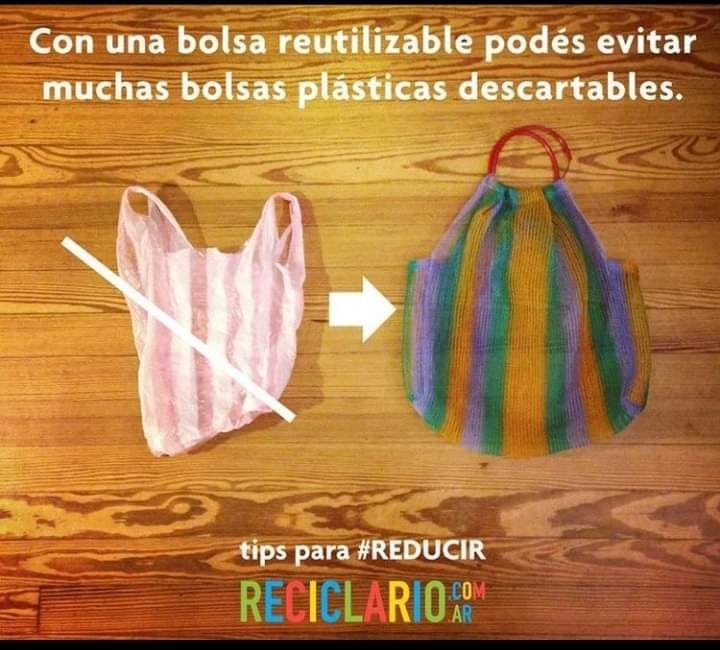 Con una bolsa reutilizable podés evitar
muchas bolsas plásticas descartables.
tips para #REDUCIR
RECICLARIO.COM
.AR